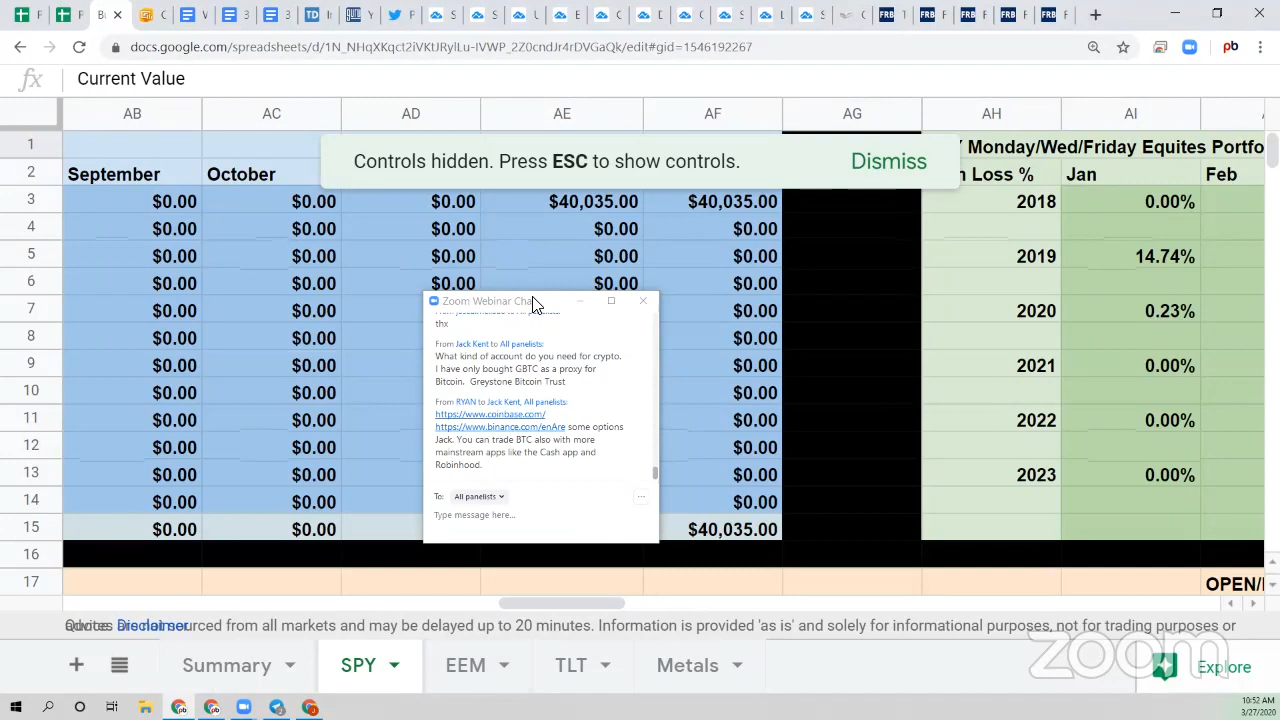 docs.google.com/spreadsheets/d/1N_NHqXKqct2iVKtJRyILu-IVWP_2Z0cndJr4rDVGaQk/edit#gid=1546192267
fx Current Value
AB AC AD AE AF AG AH AI
1 Monday/Wed/Friday Equites Portfo
Controls hidden. Press ESC to show controls. Dismiss
2 September October Loss % Jan Feb
3 $0.00 $0.00 $0.00 $40,035.00 $40,035.00 2018 0.00%
4 $0.00 $0.00 $0.00 $0.00 $0.00
5 $0.00 $0.00 $0.00 $0.00 $0.00 2019 14.74%
6 $0.00 $0.00 $0.00 $0.00 $0.00
7 $0.00 $0.00 $0.00 2020 0.23%
8 $0.00 $0.00 $0.00
9 $0.00 $0.00 $0.00 2021 0.00%
10 $0.00 $0.00 $0.00
11 $0.00 $0.00 $0.00 2022 0.00%
12 $0.00 $0.00 $0.00
13 $0.00 $0.00 $0.00 2023 0.00%
14 $0.00 $0.00 $0.00
15 $0.00 $0.00 $40,035.00
16
17 OPEN/
Zoom Webinar Cha
thx
From Jack Kent to All panelists:
What kind of account do you need for crypto.
I have only bought GBTC as a proxy for
Bitcoin. Greystone Bitcoin Trust
From RYAN to Jack Kent, All panelists:
https://www.coinbase.com/
https://www.binance.com/enAre some options
Jack. You can trade BTC also with more
mainstream apps like the Cash app and
Robinhood.
To: All panelists
Type message here...
Quotes are not sourced from all markets and may be delayed up to 20 minutes. Information is provided 'as is' and solely for informational purposes, not for trading purposes or
Disclaimer
Summary SPY EEM TLT Metals Explore
zoom
10:52 AM
3/27/2020